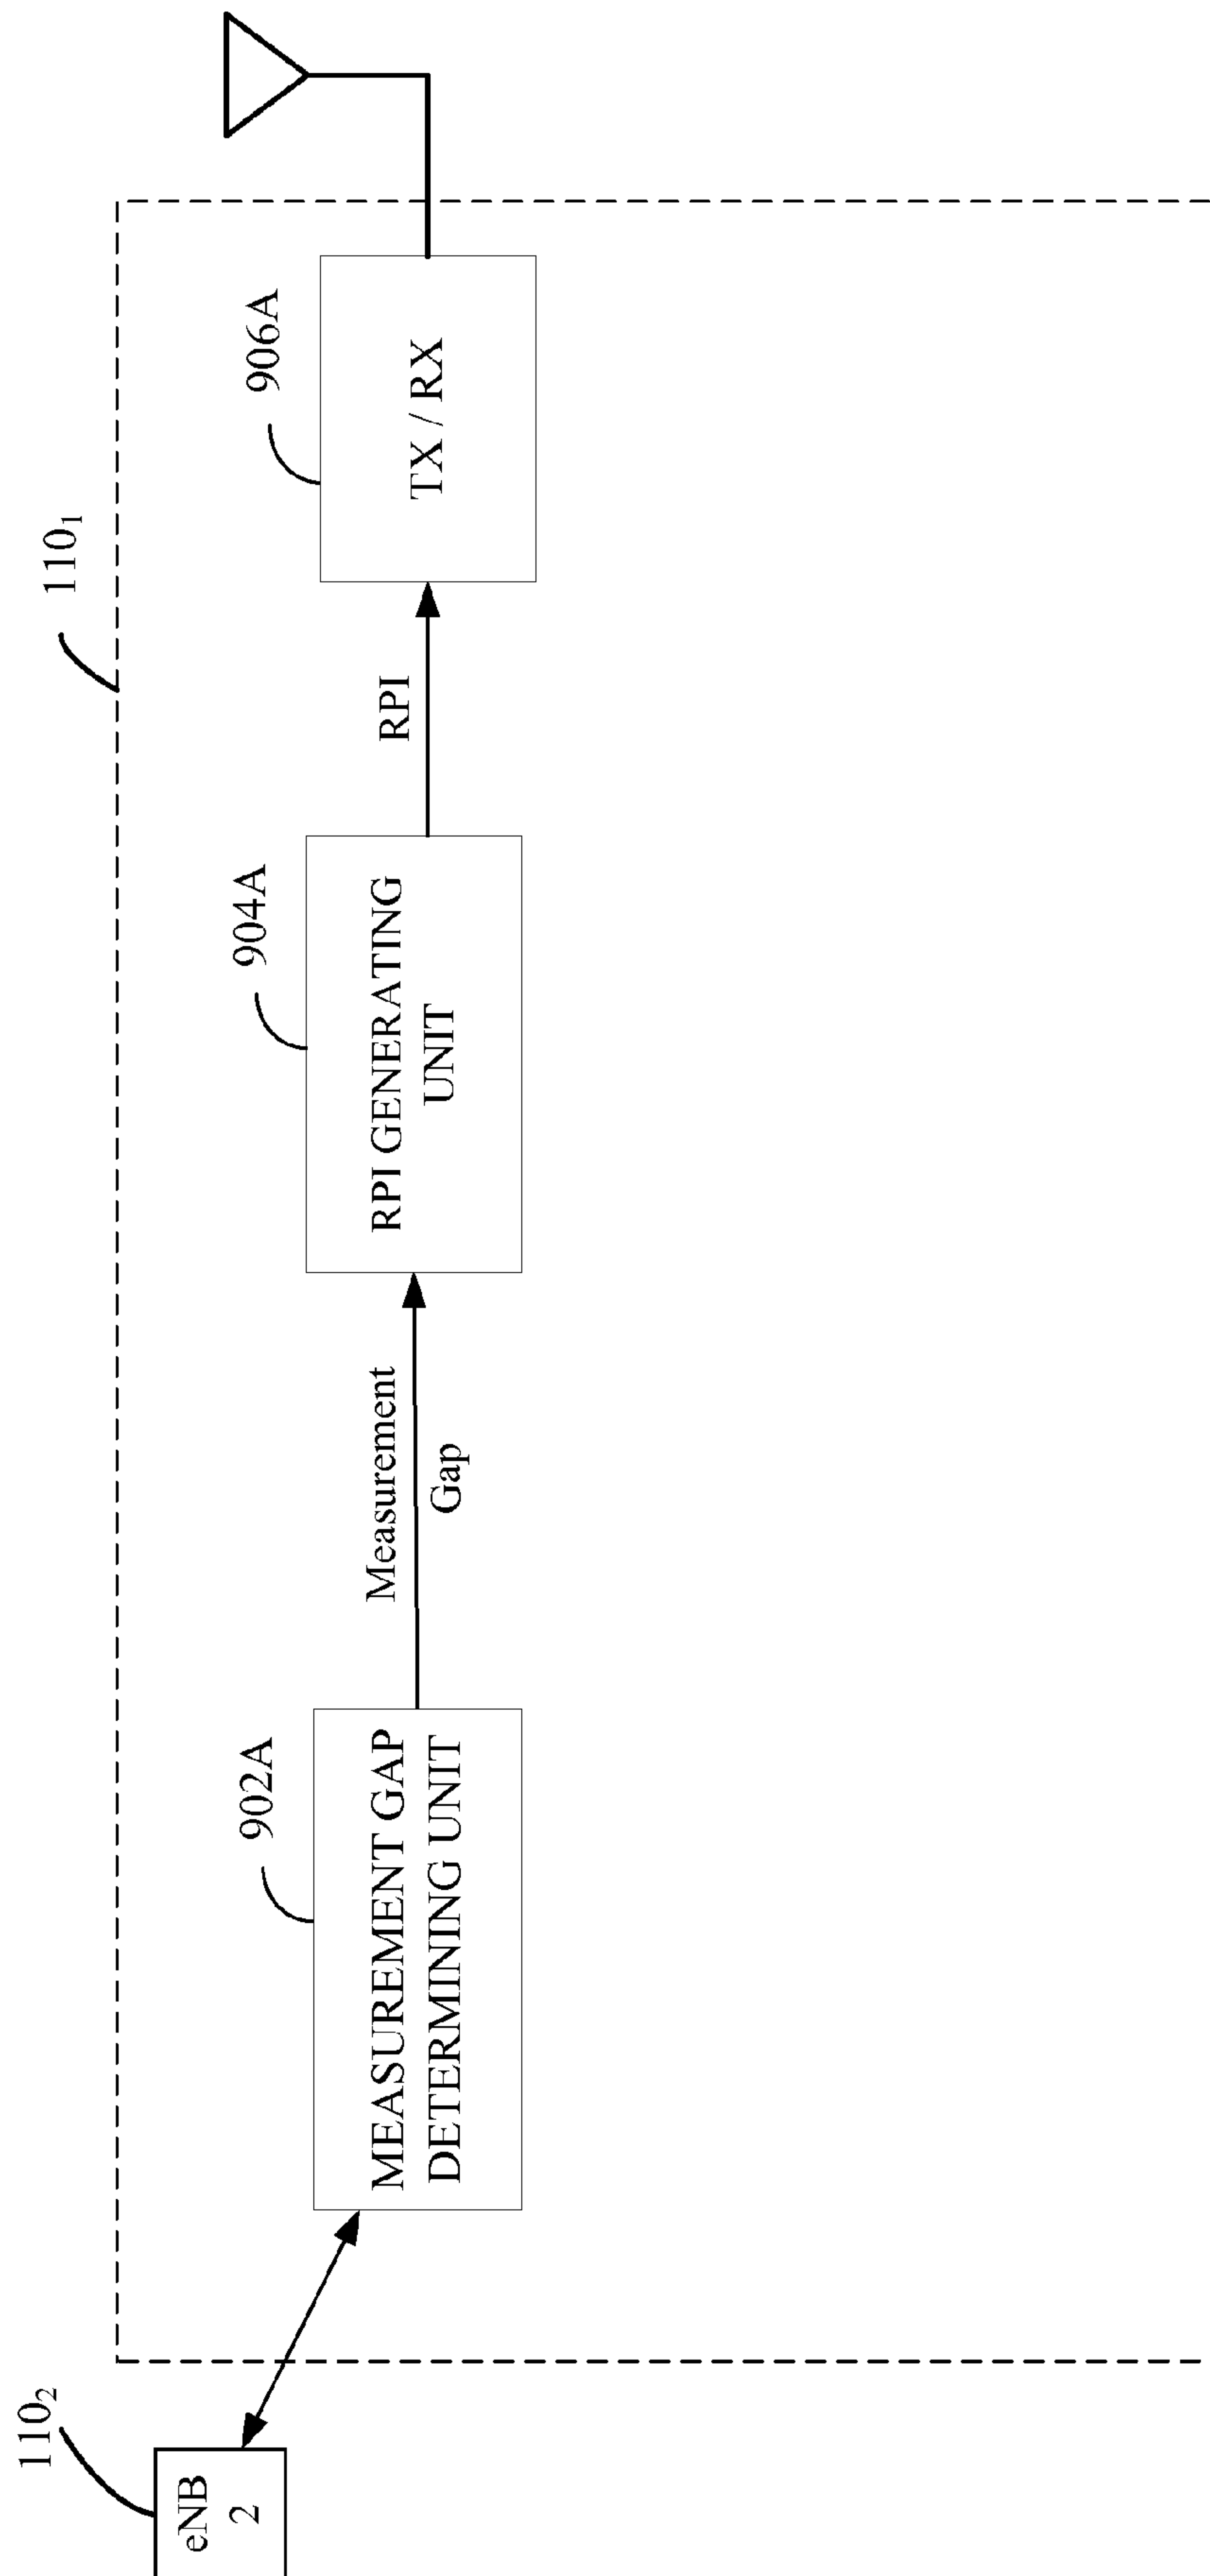 110₂
eNB
2
110₁
902A
MEASUREMENT GAP
DETERMINING UNIT
Measurement
Gap
904A
RPI GENERATING
UNIT
RPI
906A
TX / RX